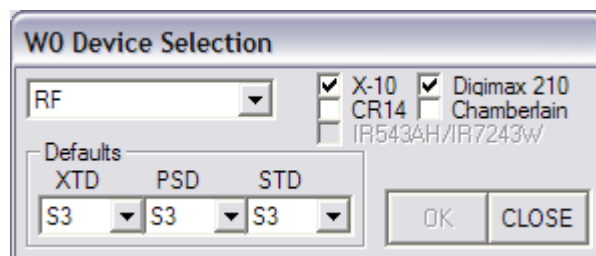 W0 Device Selection
RF
X-10 Digimax 210
CR14 Chamberlain
IR543AH/IR7243W
Defaults
XTD PSD STD
S3 S3 S3
OK CLOSE